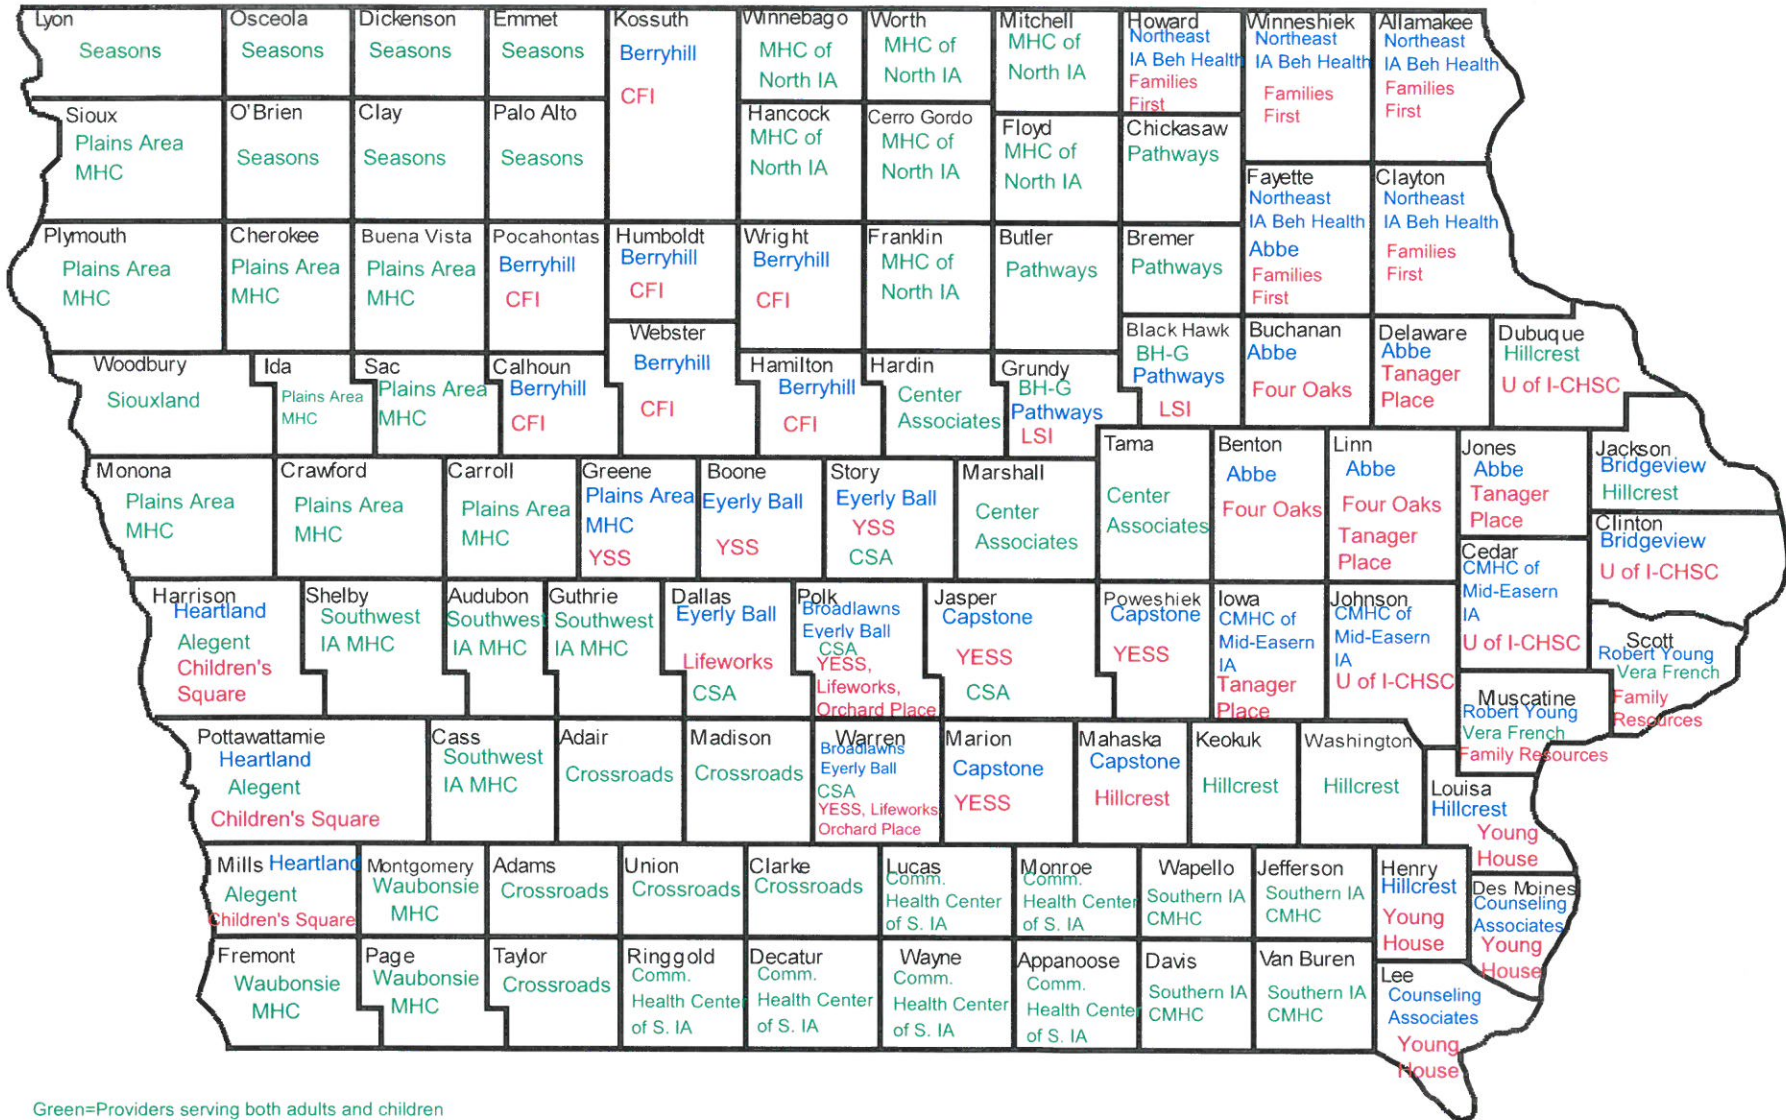 Lyon
Seasons
Osceola
Seasons
Dickenson
Seasons
Emmet
Seasons
Kossuth
Berryhill
CFI
Winnebago
MHC of
North IA
Worth
MHC of
North IA
Mitchell
MHC of
North IA
Howard
Northeast
IA Beh Health
Families
First
Winneshiek
Northeast
IA Beh Health
Families
First
Allamakee
Northeast
IA Beh Health
Families
First
Sioux
Plains Area
MHC
O'Brien
Seasons
Clay
Seasons
Palo Alto
Seasons
Hancock
MHC of
North IA
Cerro Gordo
MHC of
North IA
Floyd
MHC of
North IA
Chickasaw
Pathways
Fayette
Northeast
IA Beh Health
Abbe
Families
First
Clayton
Northeast
IA Beh Health
Families
First
Plymouth
Plains Area
MHC
Cherokee
Plains Area
MHC
Buena Vista
Plains Area
MHC
Pocahontas
Berryhill
CFI
Humboldt
Berryhill
CFI
Wright
Berryhill
CFI
Franklin
MHC of
North IA
Butler
Pathways
Bremer
Pathways
Woodbury
Siouxland
Ida
Plains Area
MHC
Sac
Plains Area
MHC
Calhoun
Berryhill
CFI
Webster
Berryhill
CFI
Hamilton
Berryhill
CFI
Hardin
Center
Associates
Grundy
BH-G
Pathways
LSI
Black Hawk
BH-G
Pathways
LSI
Buchanan
Abbe
Four Oaks
Delaware
Abbe
Tanager
Place
Dubuque
Hillcrest
U of I-CHSC
Monona
Plains Area
MHC
Crawford
Plains Area
MHC
Carroll
Plains Area
MHC
Greene
Plains Area
MHC
YSS
Boone
Eyerly Ball
YSS
Story
Eyerly Ball
YSS
CSA
Marshall
Center
Associates
Tama
Center
Associates
Benton
Abbe
Four Oaks
Linn
Abbe
Four Oaks
Tanager
Place
Jones
Abbe
Tanager
Place
Jackson
Bridgeview
Hillcrest
Clinton
Bridgeview
U of I-CHSC
Cedar
CMHC of
Mid-Easern
IA
U of I-CHSC
Harrison
Heartland
Alegent
Children's
Square
Shelby
Southwest
IA MHC
Audubon
Southwest
IA MHC
Guthrie
Southwest
IA MHC
Dallas
Eyerly Ball
Lifeworks
CSA
Polk
Broadlawns
Eyerly Ball
CSA
YESS,
Lifeworks,
Orchard Place
Jasper
Capstone
YESS
CSA
Poweshiek
Capstone
YESS
Iowa
CMHC of
Mid-Easern
IA
Tanager
Place
Johnson
CMHC of
Mid-Easern
IA
U of I-CHSC
Scott
Robert Young
Vera French
Family
Resources
Muscatine
Robert Young
Vera French
Family Resources
Pottawattamie
Heartland
Alegent
Children's Square
Cass
Southwest
IA MHC
Adair
Crossroads
Madison
Crossroads
Warren
Broadlawns
Eyerly Ball
CSA
YESS, Lifeworks
Orchard Place
Marion
Capstone
YESS
Mahaska
Capstone
Hillcrest
Keokuk
Hillcrest
Washington
Hillcrest
Louisa
Hillcrest
Young
House
Mills Heartland
Alegent
Children's Square
Montgomery
Waubonsie
MHC
Adams
Crossroads
Union
Crossroads
Clarke
Crossroads
Lucas
Comm.
Health Center
of S. IA
Monroe
Comm.
Health Center
of S. IA
Wapello
Southern IA
CMHC
Jefferson
Southern IA
CMHC
Henry
Hillcrest
Young
House
Des Moines
Counseling
Associates
Young
House
Fremont
Waubonsie
MHC
Page
Waubonsie
MHC
Taylor
Crossroads
Ringgold
Comm.
Health Center
of S. IA
Decatur
Comm.
Health Center
of S. IA
Wayne
Comm.
Health Center
of S. IA
Appanoose
Comm.
Health Center
of S. IA
Davis
Southern IA
CMHC
Van Buren
Southern IA
CMHC
Lee
Counseling
Associates
Young
House
Green=Providers serving both adults and children